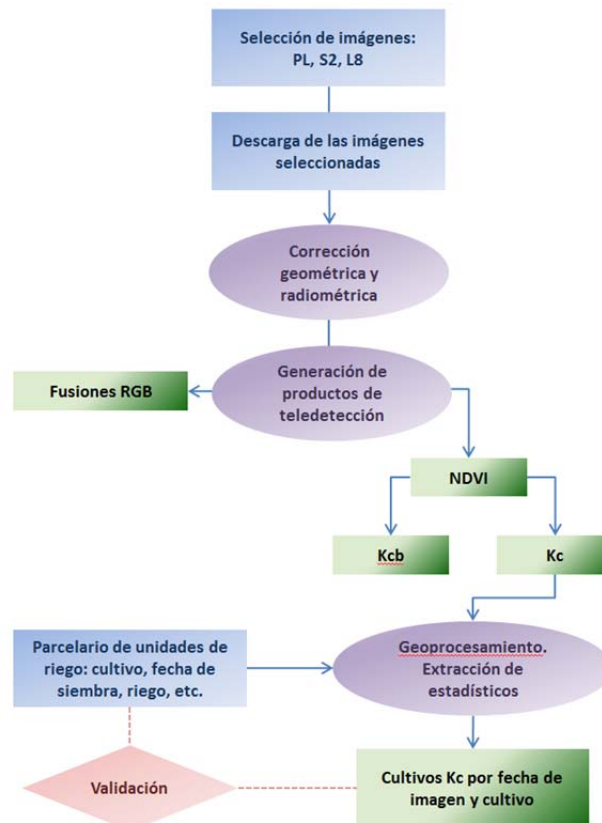 Selección de imágenes:
PL, S2, L8
Descarga de las imágenes
seleccionadas
Corrección
geométrica y
radiométrica
Generación de
productos de
teledetección
Fusiones RGB
NDVI
Kcb
Kc
Parcelario de unidades de
riego: cultivo, fecha de
siembra, riego, etc.
Geoprocesamiento.
Extracción de
estadísticos
Validación
Cultivos Kc por fecha de
imagen y cultivo